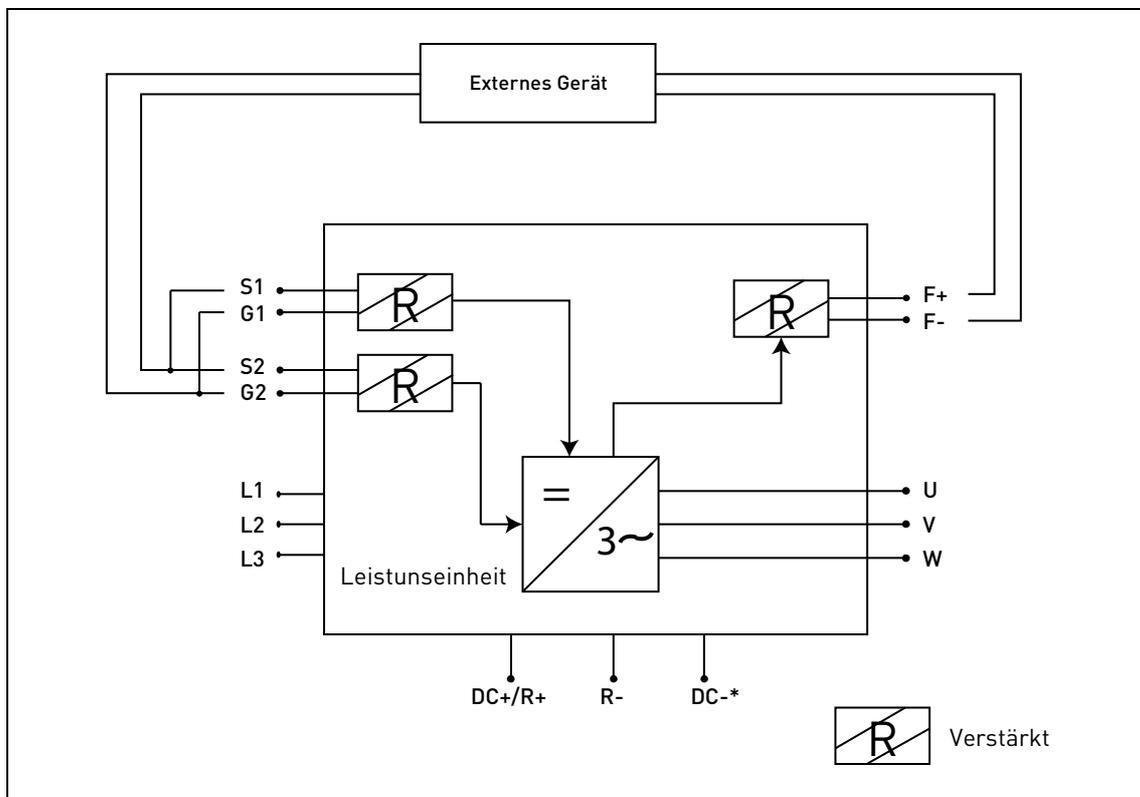 Externes Gerät
S1
G1
S2
G2
R
R
R
F+
F-
L1
L2
L3
=
3~
U
V
W
Leistunseinheit
DC+/R+
R-
DC-*
R
Verstärkt